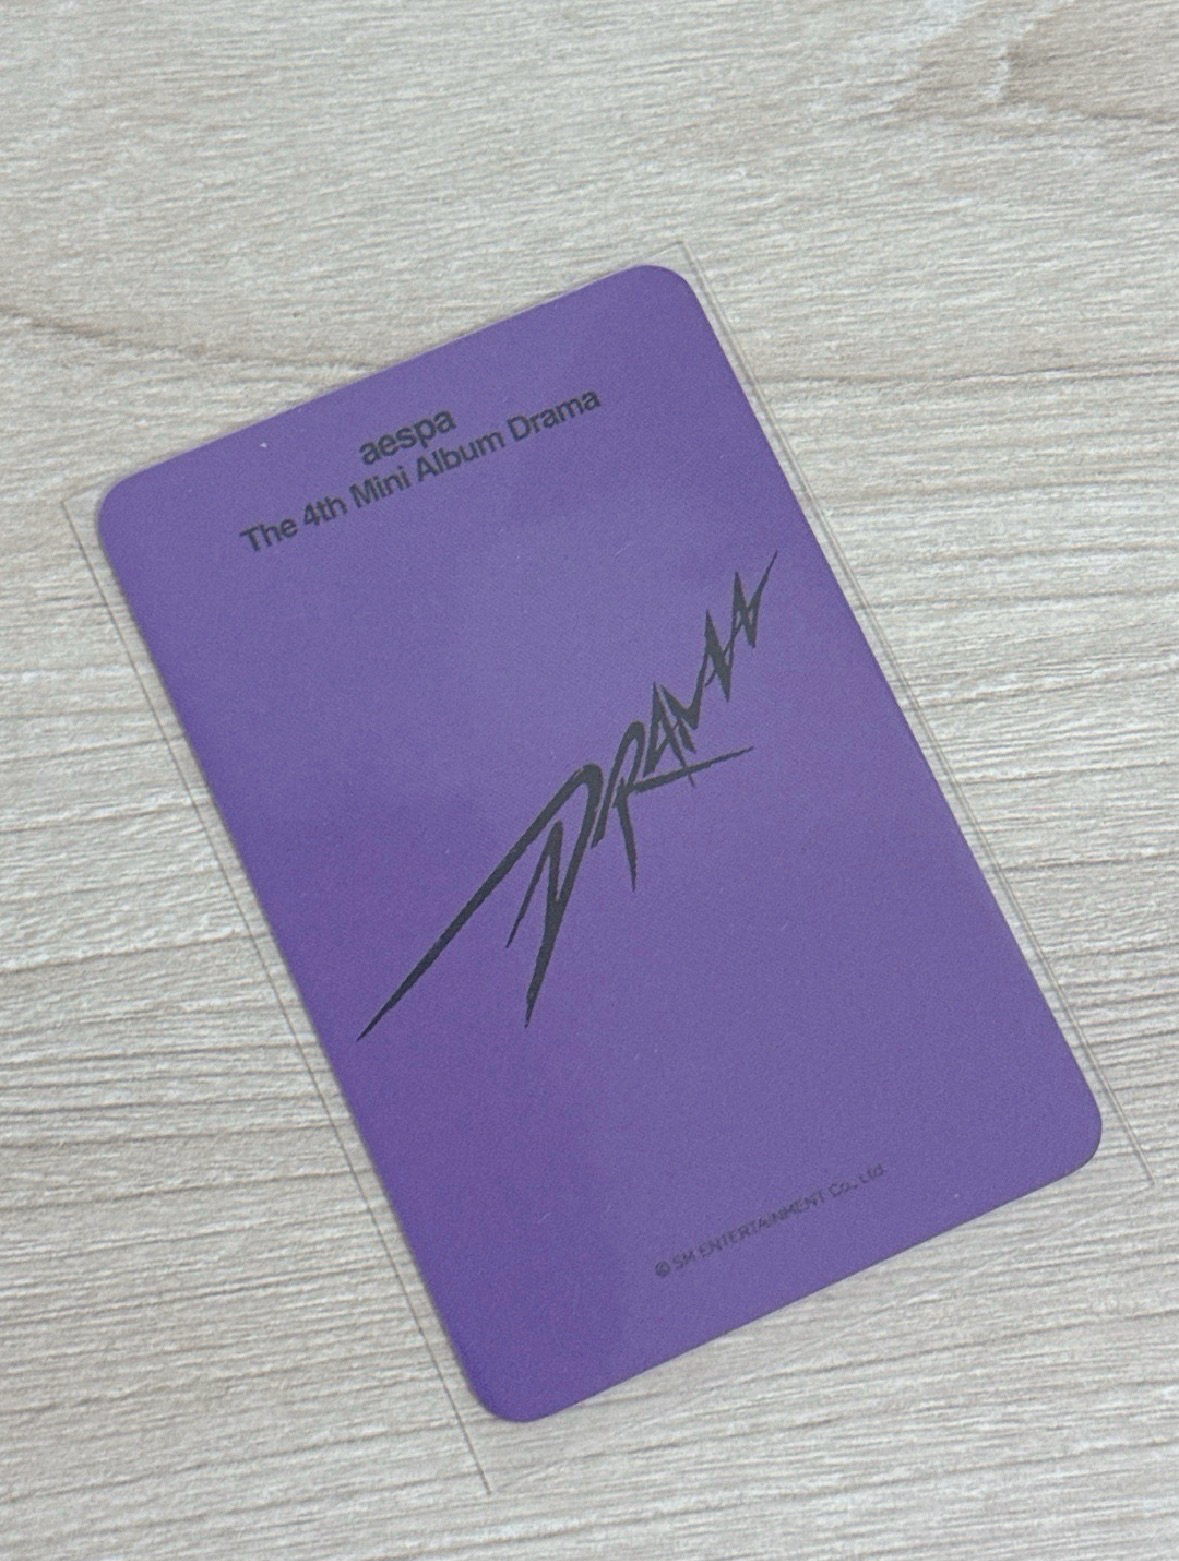 aespa
The 4th Mini Album Drama
DRAMA
© SM ENTERTAINMENT Co., Ltd.